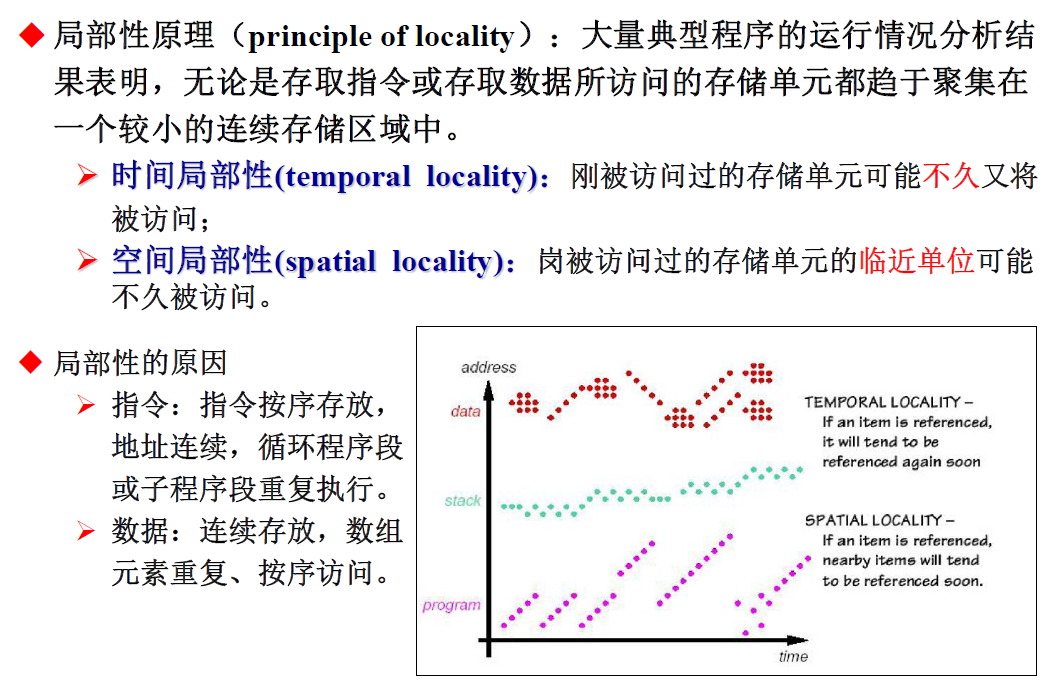 局部性原理（principle of locality）：大量典型程序的运行情况分析结
果表明，无论是存取指令或存取数据所访问的存储单元都趋于聚集在
一个较小的连续存储区域中。
时间局部性(temporal locality)：刚被访问过的存储单元可能不久又将
被访问；
空间局部性(spatial locality)：岗被访问过的存储单元的临近单位可能
不久被访问。
局部性的原因
指令：指令按序存放，
地址连续，循环程序段
或子程序段重复执行。
数据：连续存放，数组
元素重复、按序访问。
address
data
stack
program
time
TEMPORAL LOCALITY –
If an item is referenced,
it will tend to be
referenced again soon
SPATIAL LOCALITY –
If an item is referenced,
nearby items will tend
to be referenced soon.